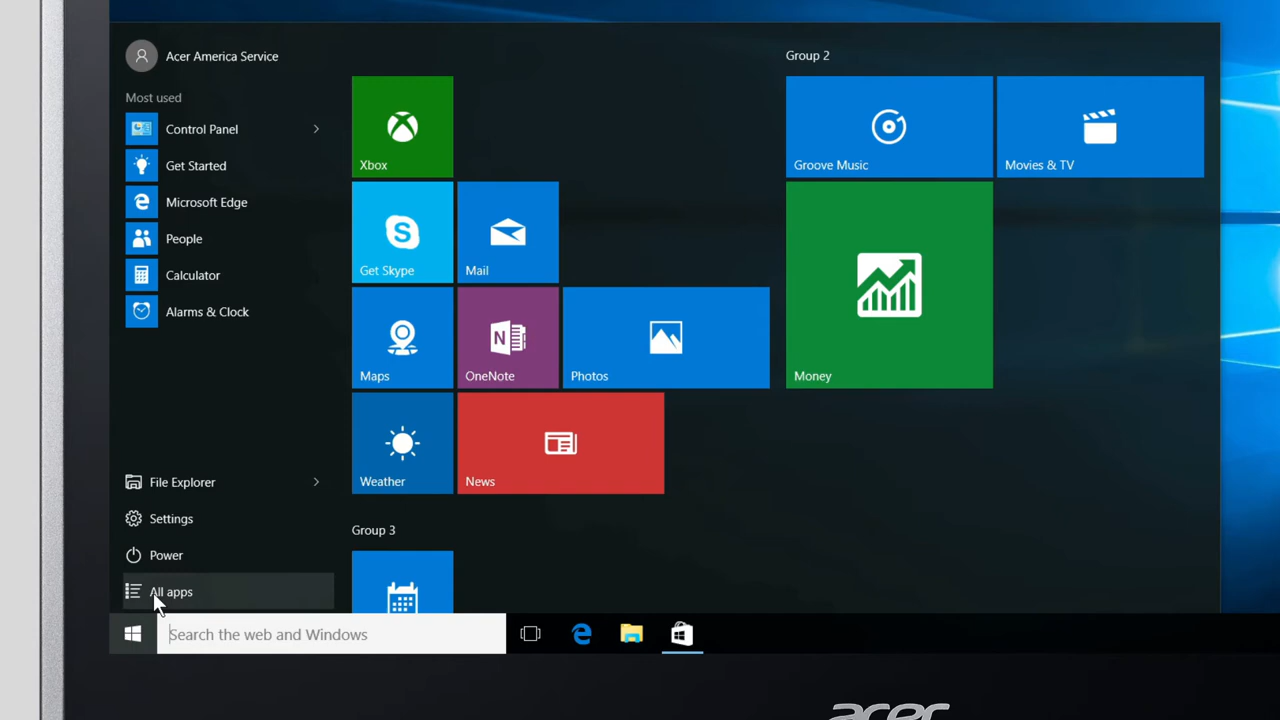 Acer America Service
Most used
Control Panel
Get Started
Microsoft Edge
People
Calculator
Alarms & Clock
File Explorer
Settings
Power
All apps
Xbox
Get Skype
Mail
Maps
OneNote
Photos
Weather
News
Group 3
Group 2
Groove Music
Movies & TV
Money
Search the web and Windows
acer